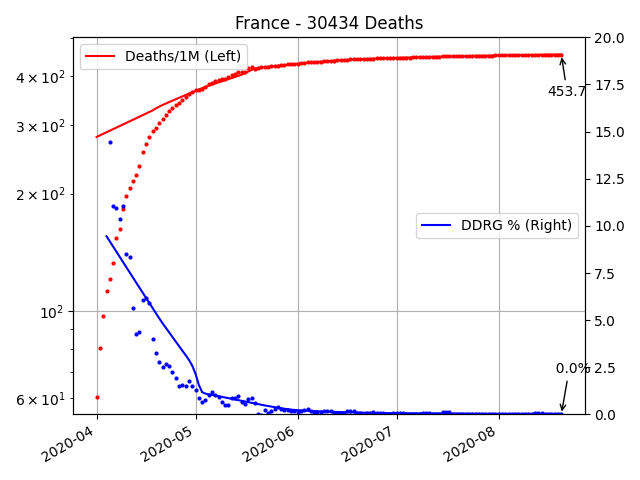 France - 30434 Deaths
Deaths/1M (Left)
DDRG % (Right)
453.7
0.0%
4 × 10²
3 × 10²
2 × 10²
10²
6 × 10¹
20.0
17.5
15.0
12.5
10.0
7.5
5.0
2.5
0.0
2020-04
2020-05
2020-06
2020-07
2020-08